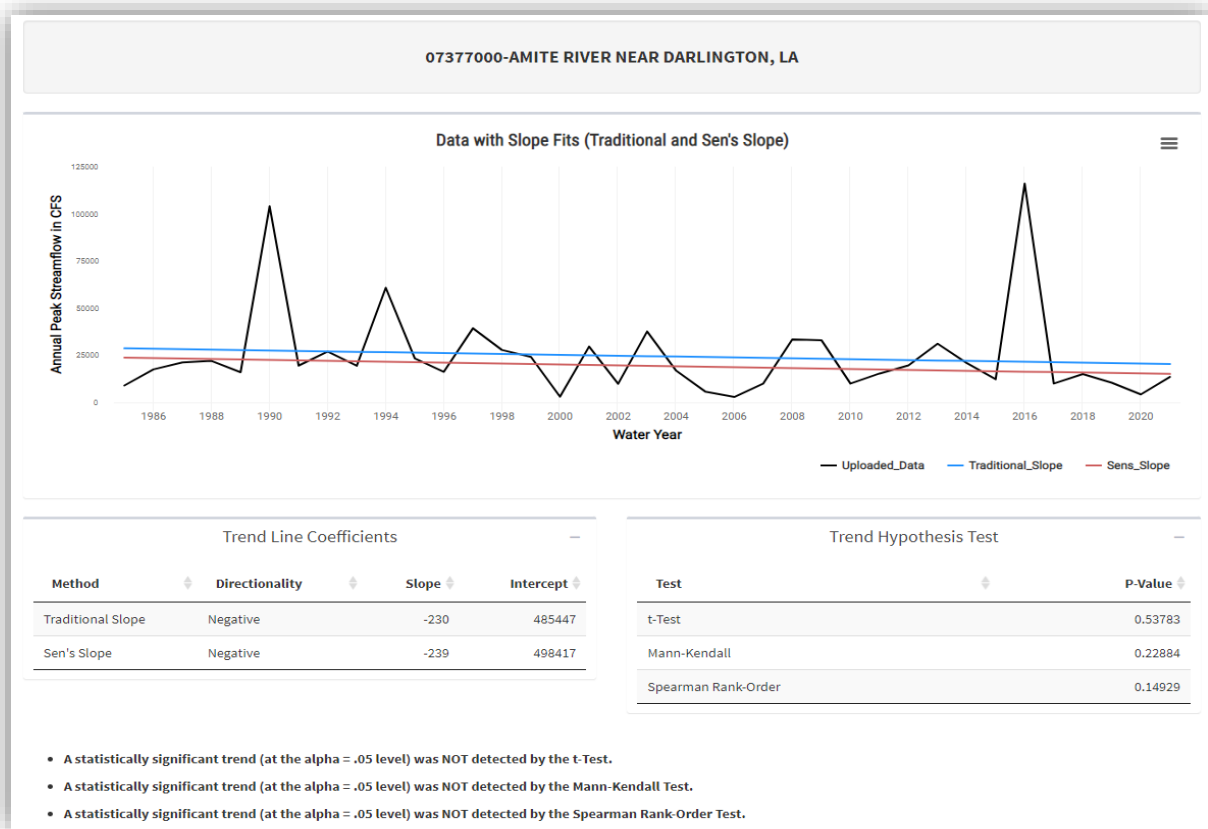 07377000-AMITE RIVER NEAR DARLINGTON, LA
Data with Slope Fits (Traditional and Sen's Slope)
Annual Peak Streamflow in CFS
125000
100000
75000
50000
25000
0
1986 1988 1990 1992 1994 1996 1998 2000 2002 2004 2006 2008 2010 2012 2014 2016 2018 2020
Water Year
Uploaded_Data Traditional_Slope Sens_Slope
Trend Line Coefficients
Method Directionality Slope Intercept
Traditional Slope Negative -230 485447
Sen's Slope Negative -239 498417
Trend Hypothesis Test
Test P-Value
t-Test 0.53783
Mann-Kendall 0.22884
Spearman Rank-Order 0.14929
• A statistically significant trend (at the alpha = .05 level) was NOT detected by the t-Test.
• A statistically significant trend (at the alpha = .05 level) was NOT detected by the Mann-Kendall Test.
• A statistically significant trend (at the alpha = .05 level) was NOT detected by the Spearman Rank-Order Test.